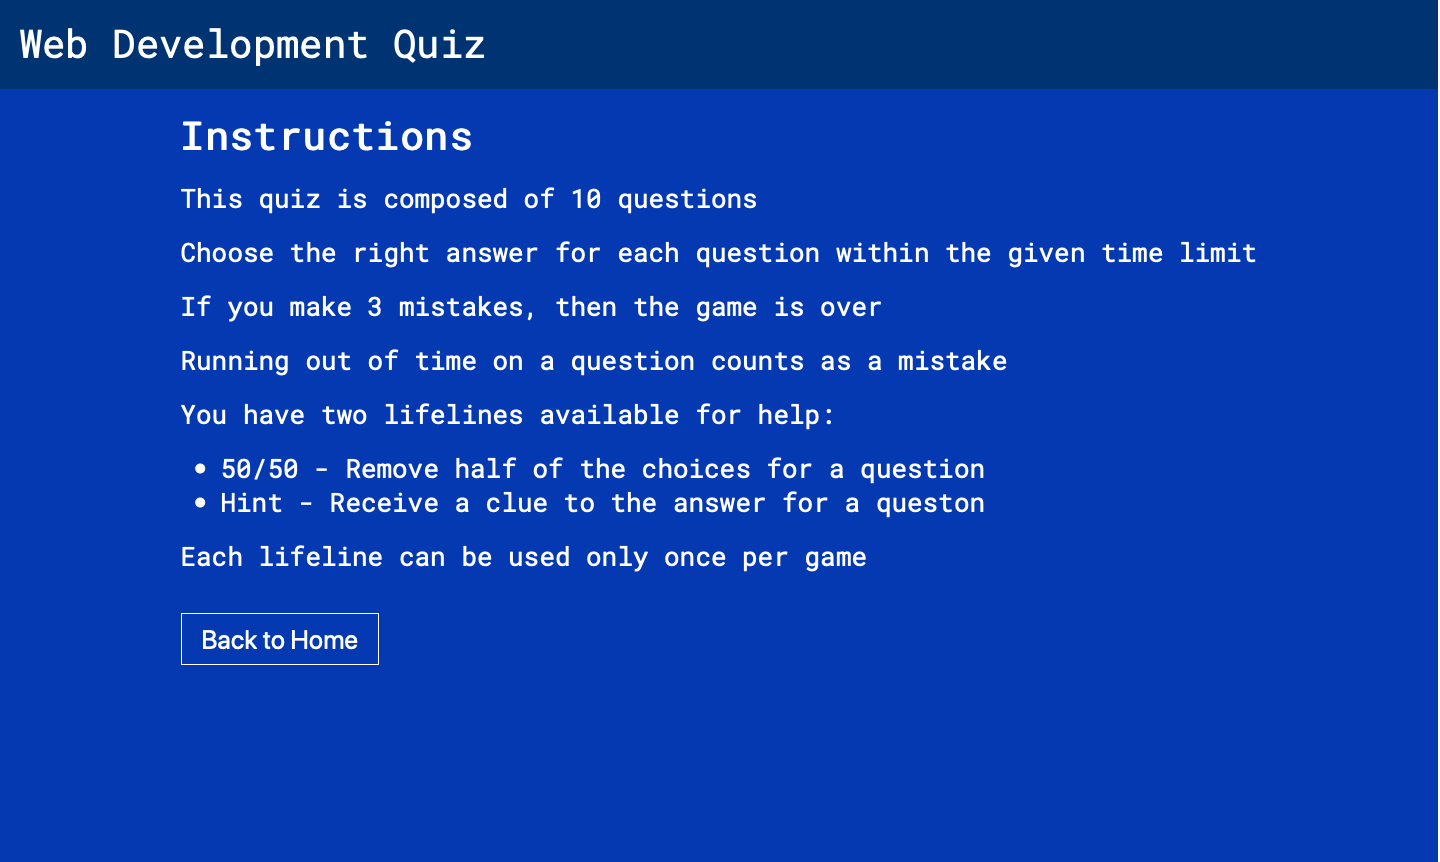 Web Development Quiz
Instructions
This quiz is composed of 10 questions
Choose the right answer for each question within the given time limit
If you make 3 mistakes, then the game is over
Running out of time on a question counts as a mistake
You have two lifelines available for help:
• 50/50 - Remove half of the choices for a question
• Hint - Receive a clue to the answer for a queston
Each lifeline can be used only once per game
Back to Home